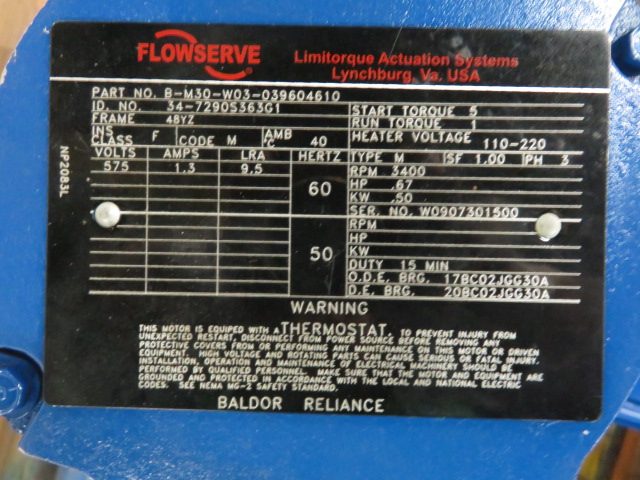 FLOWSERVE
Limitorque Actuation Systems
Lynchburg, Va. USA
PART NO. B-M30-W03-039604610
ID. NO. 34-7290S363G1
START TORQUE 5
FRAME 48YZ
RUN TORQUE 1
INS CLASS F CODE M AMB °C 40
HEATER VOLTAGE 110-220
VOLTS AMPS LRA HERTZ
TYPE M SF 1.00 PH 3
575 1.3 9.5 60
RPM 3400
HP .67
KW .50
SER. NO. W0907301500
50
RPM
HP
KW
DUTY 15 MIN
O.D.E. BRG. 17BC02JGG30A
D.E. BRG. 20BC02JGG30A
NP2083L
WARNING
THIS MOTOR IS EQUIPED WITH A THERMOSTAT. TO PREVENT INJURY FROM
UNEXPECTED RESTART, DISCONNECT FROM POWER SOURCE BEFORE REMOVING ANY
PROTECTIVE COVERS FROM OR PERFORMING ANY MAINTENANCE ON THIS MOTOR OR DRIVEN
EQUIPMENT. HIGH VOLTAGE AND ROTATING PARTS CAN CAUSE SERIOUS OR FATAL INJURY.
INSTALLATION, OPERATION AND MAINTENANCE OF ELECTRICAL MACHINERY SHOULD BE
PERFORMED BY QUALIFIED PERSONNEL. MAKE SURE THAT THE MOTOR AND EQUIPMENT ARE
GROUNDED AND PROTECTED IN ACCORDANCE WITH THE LOCAL AND NATIONAL ELECTRIC
CODES. SEE NEMA MG-2 SAFETY STANDARD.
BALDOR RELIANCE